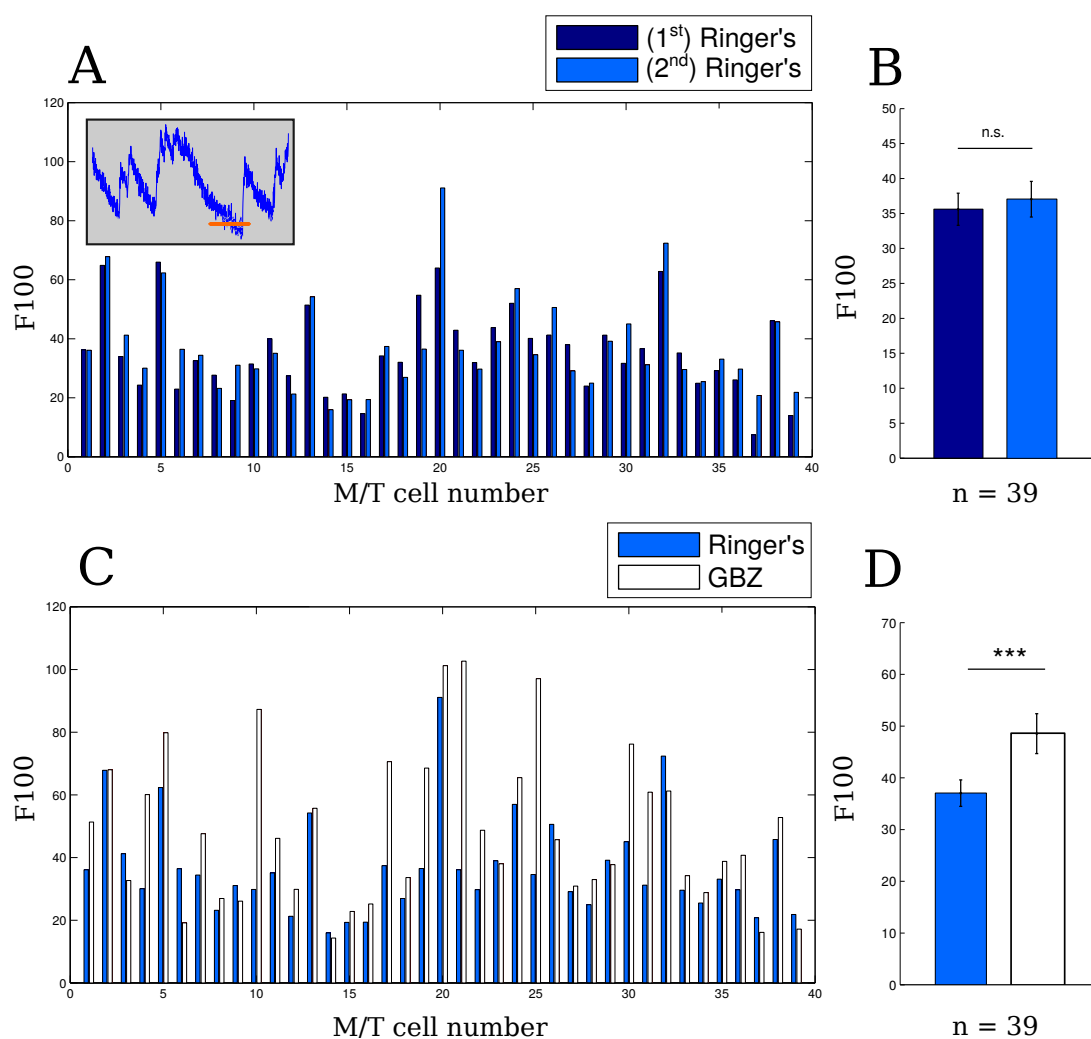 A
(1st) Ringer's
(2nd) Ringer's
B
120
100
80
60
40
20
0
F100
0 5 10 15 20 25 30 35 40
M/T cell number
50
45
40
35
30
25
20
15
10
5
0
F100
n.s.
n = 39
C
Ringer's
GBZ
D
120
100
80
60
40
20
0
F100
0 5 10 15 20 25 30 35 40
M/T cell number
70
60
50
40
30
20
10
0
F100
***
n = 39